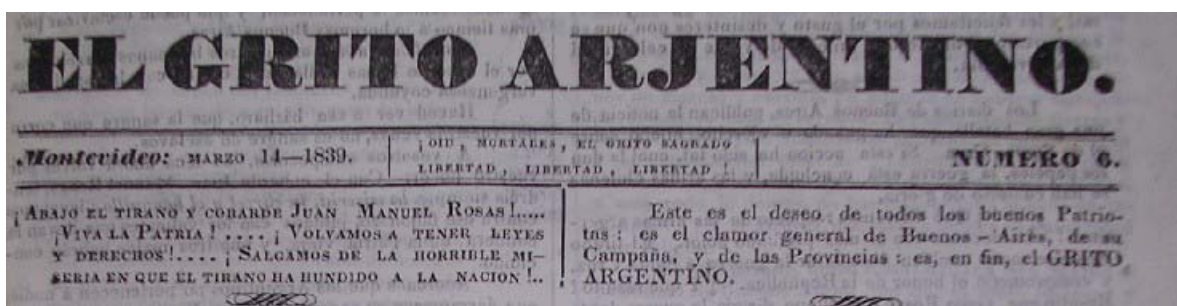 EL GRITO ARJENTINO.
Montevideo: MARZO 14—1839.
¡OID, MORTALES, EL GRITO SAGRADO
LIBERTAD, LIBERTAD, LIBERTAD!
NUMERO 6.
¡ABAJO EL TIRANO Y COBARDE JUAN MANUEL ROSAS!.....
¡VIVA LA PATRIA!....¡VOLVAMOS A TENER LEYES
Y DERECHOS!....¡SALGAMOS DE LA HORRIBLE MI-
SERIA EN QUE EL TIRANO HA HUNDIDO A LA NACION!..
Este es el deseo de todos los buenos Patrio-
tas: es el clamor general de Buenos-Aires, de su
Campaña, y de las Provincias: es, en fin, el GRITO
ARGENTINO.